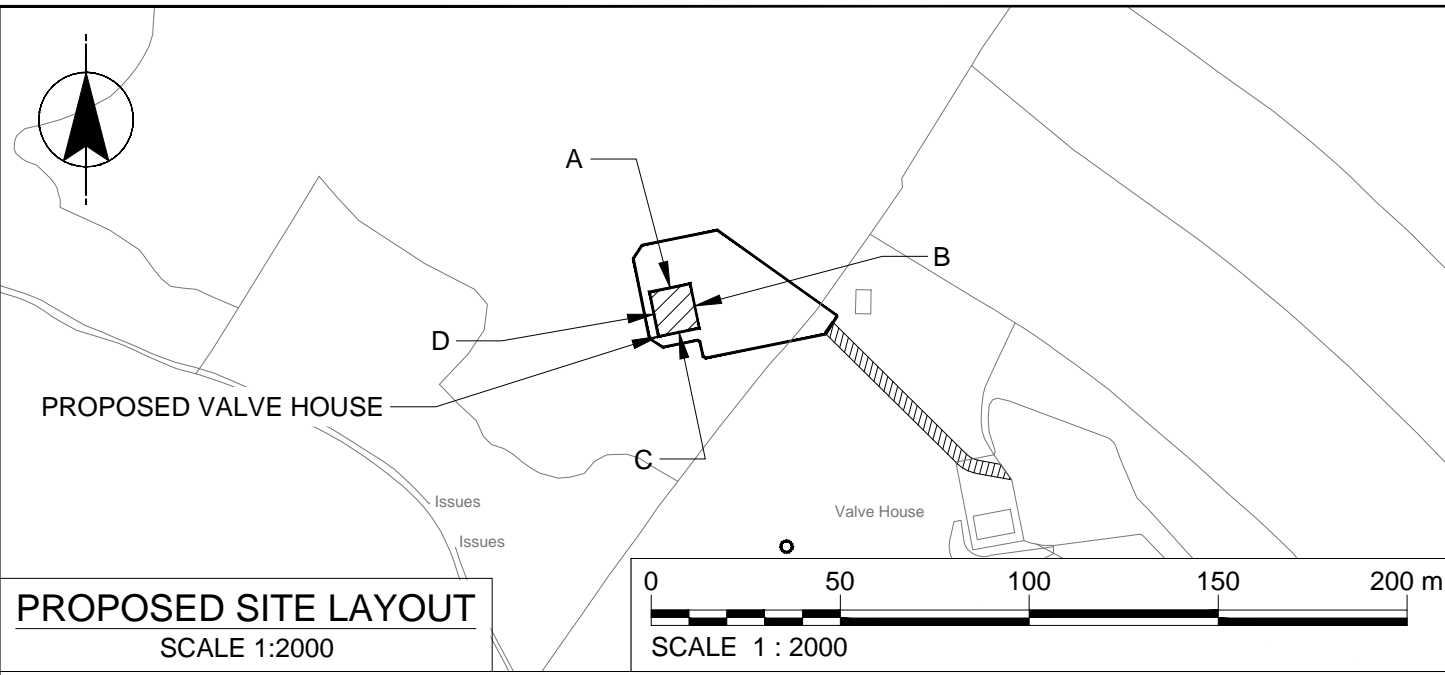 A
B
D
PROPOSED VALVE HOUSE
C
Issues
Valve House
Issues
PROPOSED SITE LAYOUT
SCALE 1:2000
0 50 100 150 200 m
SCALE 1 : 2000